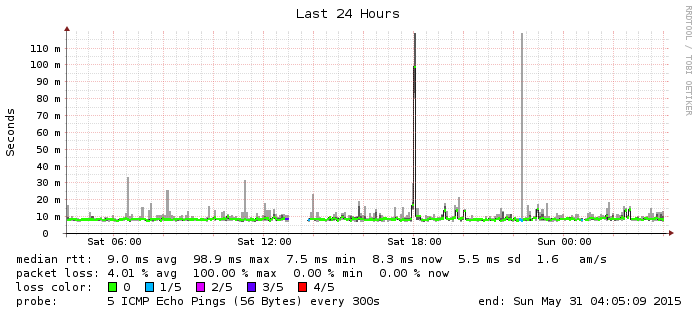 Last 24 Hours
RRDTOOL / TOBI OETIKER
Seconds
110 m
100 m
90 m
80 m
70 m
60 m
50 m
40 m
30 m
20 m
10 m
0
Sat 06:00 Sat 12:00 Sat 18:00 Sun 00:00
median rtt: 9.0 ms avg 98.9 ms max 7.5 ms min 8.3 ms now 5.5 ms sd 1.6 am/s
packet loss: 4.01 % avg 100.00 % max 0.00 % min 0.00 % now
loss color: 0 1/5 2/5 3/5 4/5
probe: 5 ICMP Echo Pings (56 Bytes) every 300s end: Sun May 31 04:05:09 2015